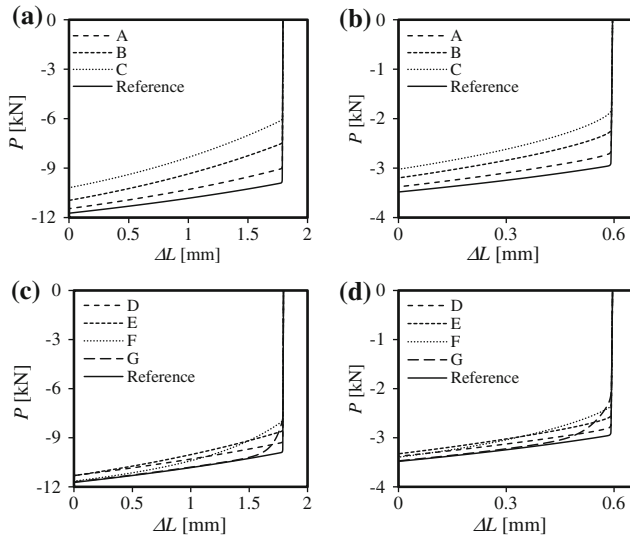 (a)
0
-3
-6
-9
-12
P [kN]
A
B
C
Reference
0 0.5 1 1.5 2
ΔL [mm]
(b)
0
-1
-2
-3
-4
P [kN]
A
B
C
Reference
0 0.3 0.6
ΔL [mm]
(c)
0
-3
-6
-9
-12
P [kN]
D
E
F
G
Reference
0 0.5 1 1.5 2
ΔL [mm]
(d)
0
-1
-2
-3
-4
P [kN]
D
E
F
G
Reference
0 0.3 0.6
ΔL [mm]